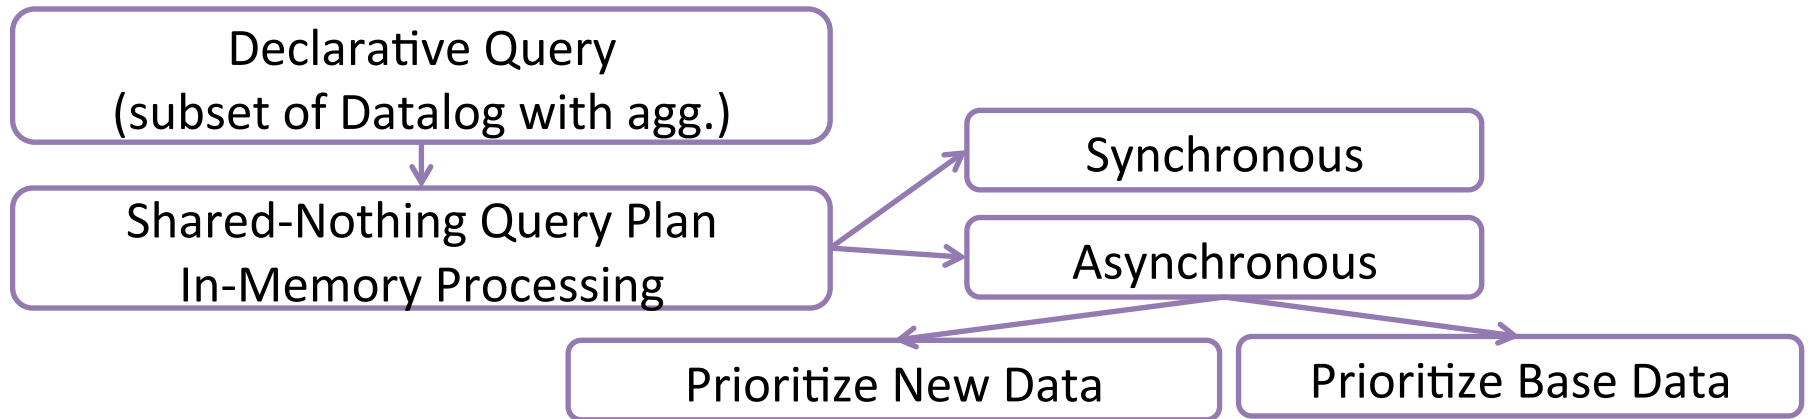 Declarative Query
(subset of Datalog with agg.)
Shared-Nothing Query Plan
In-Memory Processing
Synchronous
Asynchronous
Prioritize New Data
Prioritize Base Data